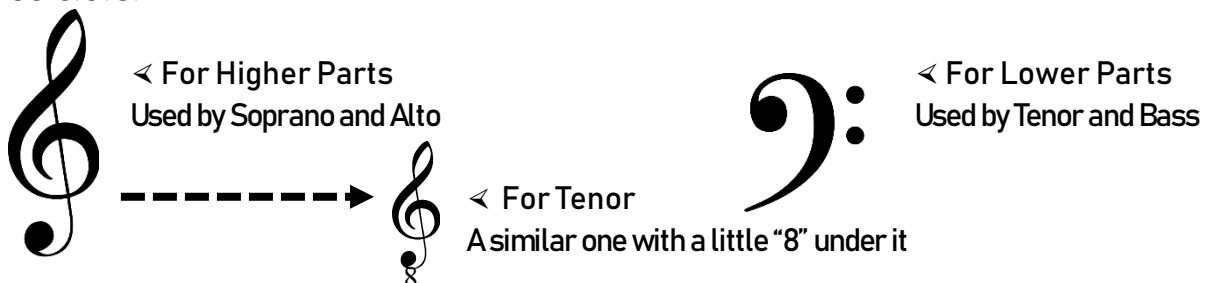 ≺ For Higher Parts
Used by Soprano and Alto
≺ For Lower Parts
Used by Tenor and Bass
≺ For Tenor
A similar one with a little “8” under it
8